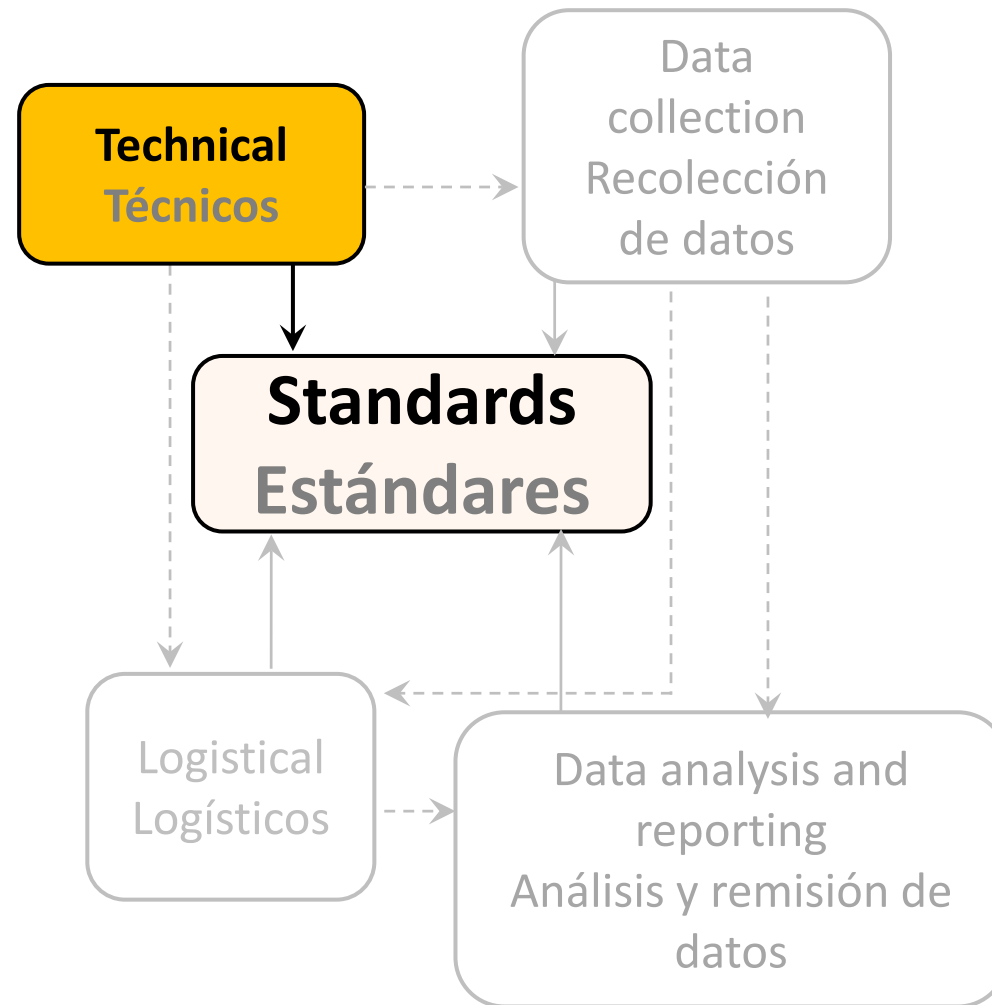 Technical
Técnicos
Data
collection
Recolección
de datos
Standards
Estándares
Logistical
Logísticos
Data analysis and
reporting
Análisis y remisión de
datos